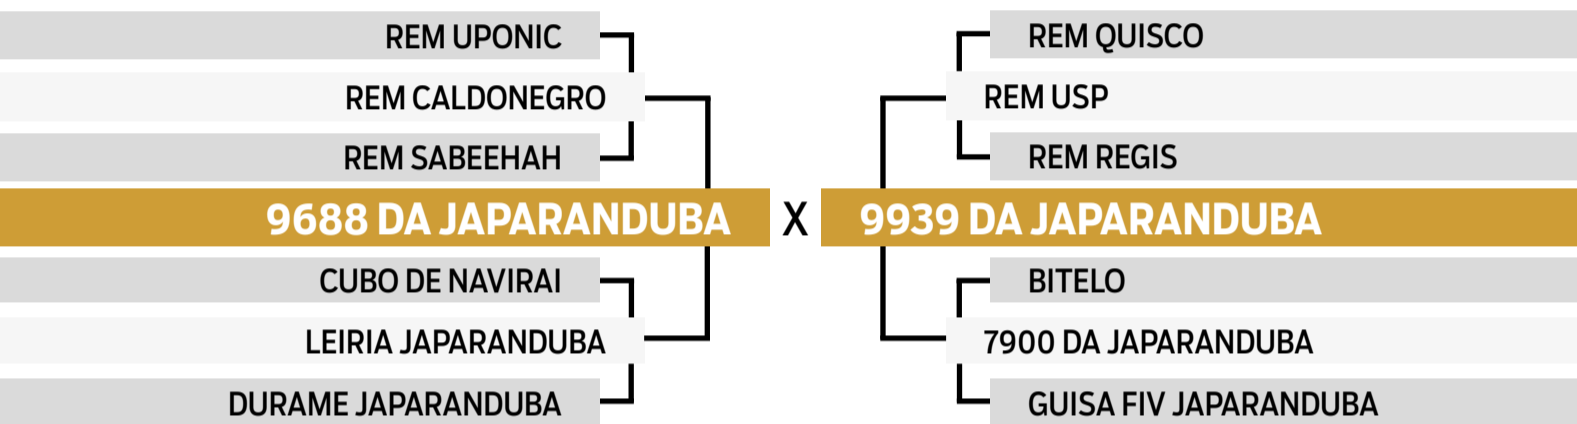 REM UPONIC
REM CALDONEGRO
REM SABEEHAH
9688 DA JAPARANDUBA
CUBO DE NAVIRAI
LEIRIA JAPARANDUBA
DURAME JAPARANDUBA
X
REM QUISCO
REM USP
REM REGIS
9939 DA JAPARANDUBA
BITELO
7900 DA JAPARANDUBA
GUISA FIV JAPARANDUBA